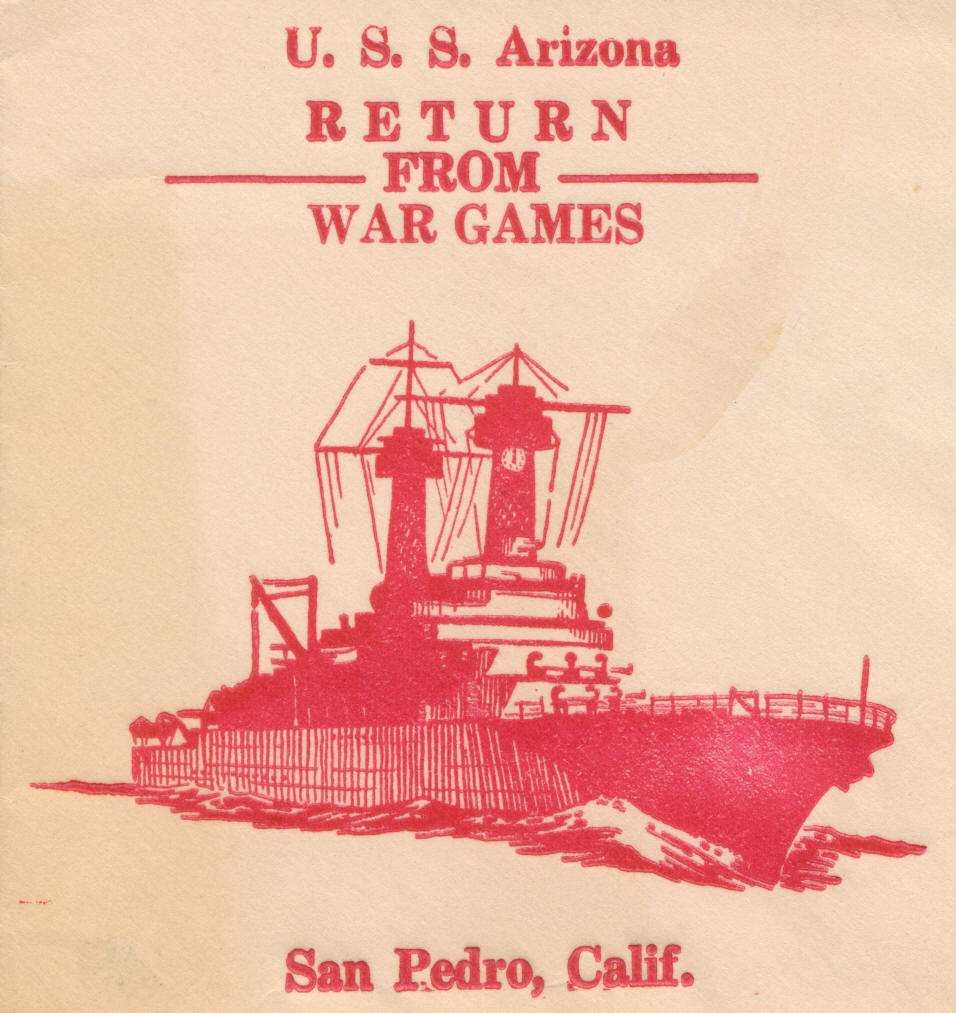 U. S. S. Arizona
RETURN
FROM
WAR GAMES
San Pedro, Calif.